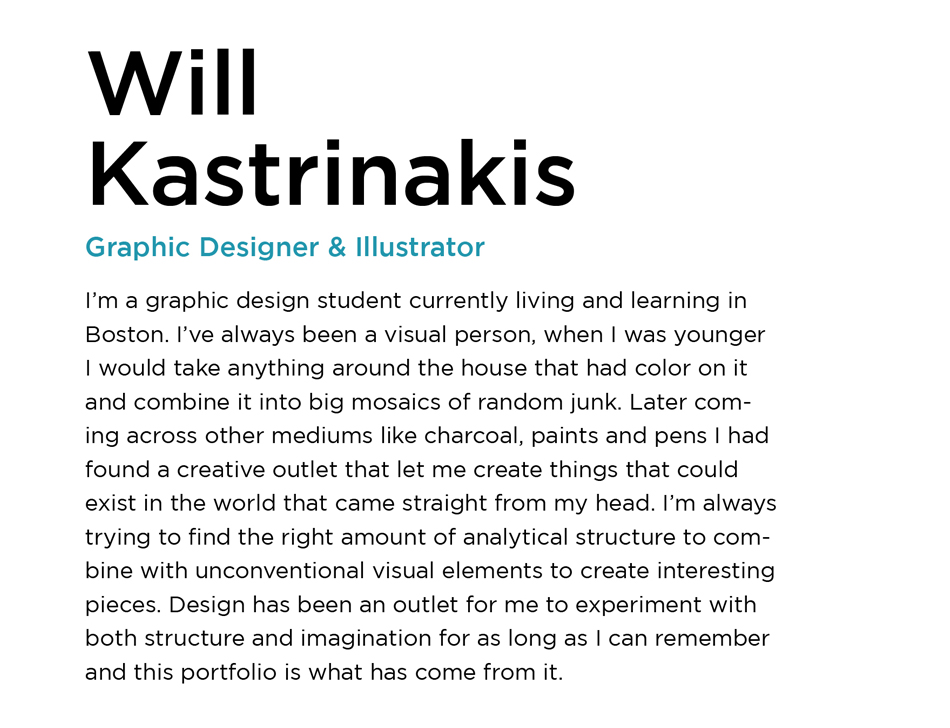 Will
Kastrinakis
Graphic Designer & Illustrator
I’m a graphic design student currently living and learning in
Boston. I’ve always been a visual person, when I was younger
I would take anything around the house that had color on it
and combine it into big mosaics of random junk. Later com-
ing across other mediums like charcoal, paints and pens I had
found a creative outlet that let me create things that could
exist in the world that came straight from my head. I’m always
trying to find the right amount of analytical structure to com-
bine with unconventional visual elements to create interesting
pieces. Design has been an outlet for me to experiment with
both structure and imagination for as long as I can remember
and this portfolio is what has come from it.